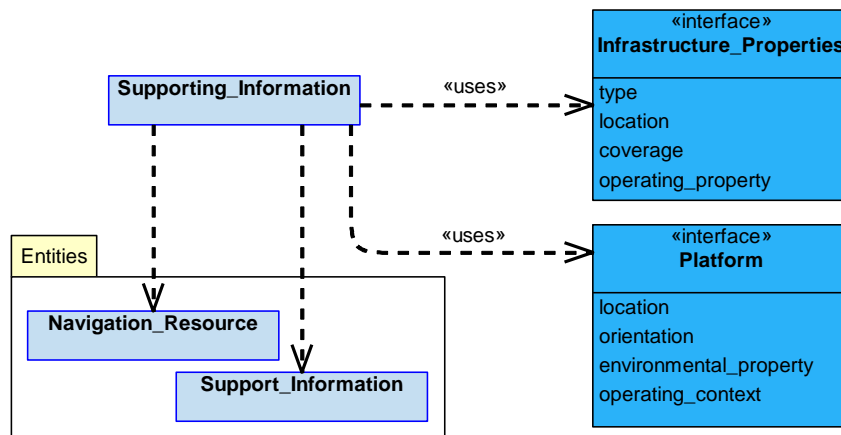 «interface»
Infrastructure_Properties
type
location
coverage
operating_property
Supporting_Information
«uses»
«uses»
«interface»
Platform
location
orientation
environmental_property
operating_context
Entities
Navigation_Resource
Support_Information